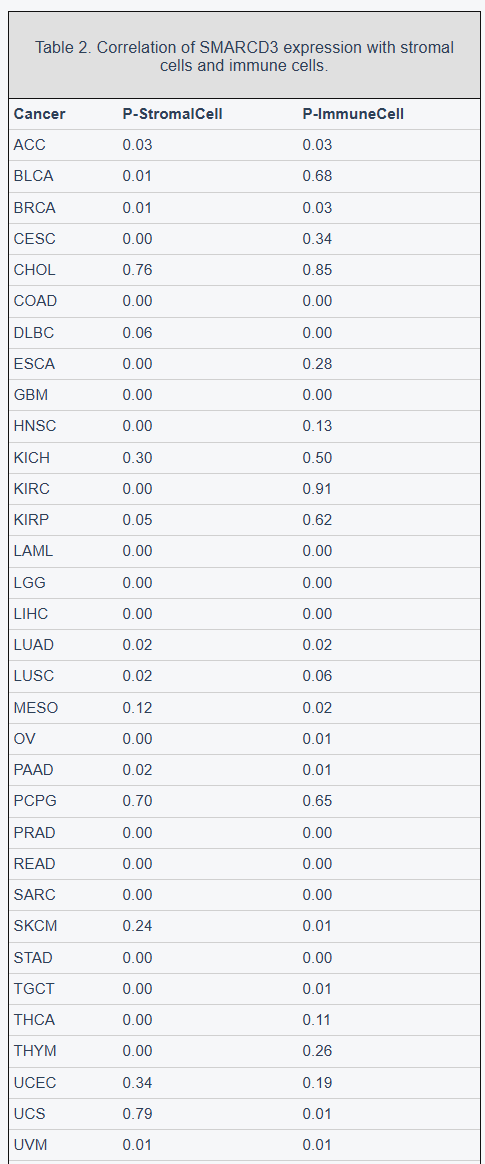 Table 2. Correlation of SMARCD3 expression with stromal
cells and immune cells.
Cancer P-StromalCell P-ImmuneCell
ACC 0.03 0.03
BLCA 0.01 0.68
BRCA 0.01 0.03
CESC 0.00 0.34
CHOL 0.76 0.85
COAD 0.00 0.00
DLBC 0.06 0.00
ESCA 0.00 0.28
GBM 0.00 0.00
HNSC 0.00 0.13
KICH 0.30 0.50
KIRC 0.00 0.91
KIRP 0.05 0.62
LAML 0.00 0.00
LGG 0.00 0.00
LIHC 0.00 0.00
LUAD 0.02 0.02
LUSC 0.02 0.06
MESO 0.12 0.02
OV 0.00 0.01
PAAD 0.02 0.01
PCPG 0.70 0.65
PRAD 0.00 0.00
READ 0.00 0.00
SARC 0.00 0.00
SKCM 0.24 0.01
STAD 0.00 0.00
TGCT 0.00 0.01
THCA 0.00 0.11
THYM 0.00 0.26
UCEC 0.34 0.19
UCS 0.79 0.01
UVM 0.01 0.01